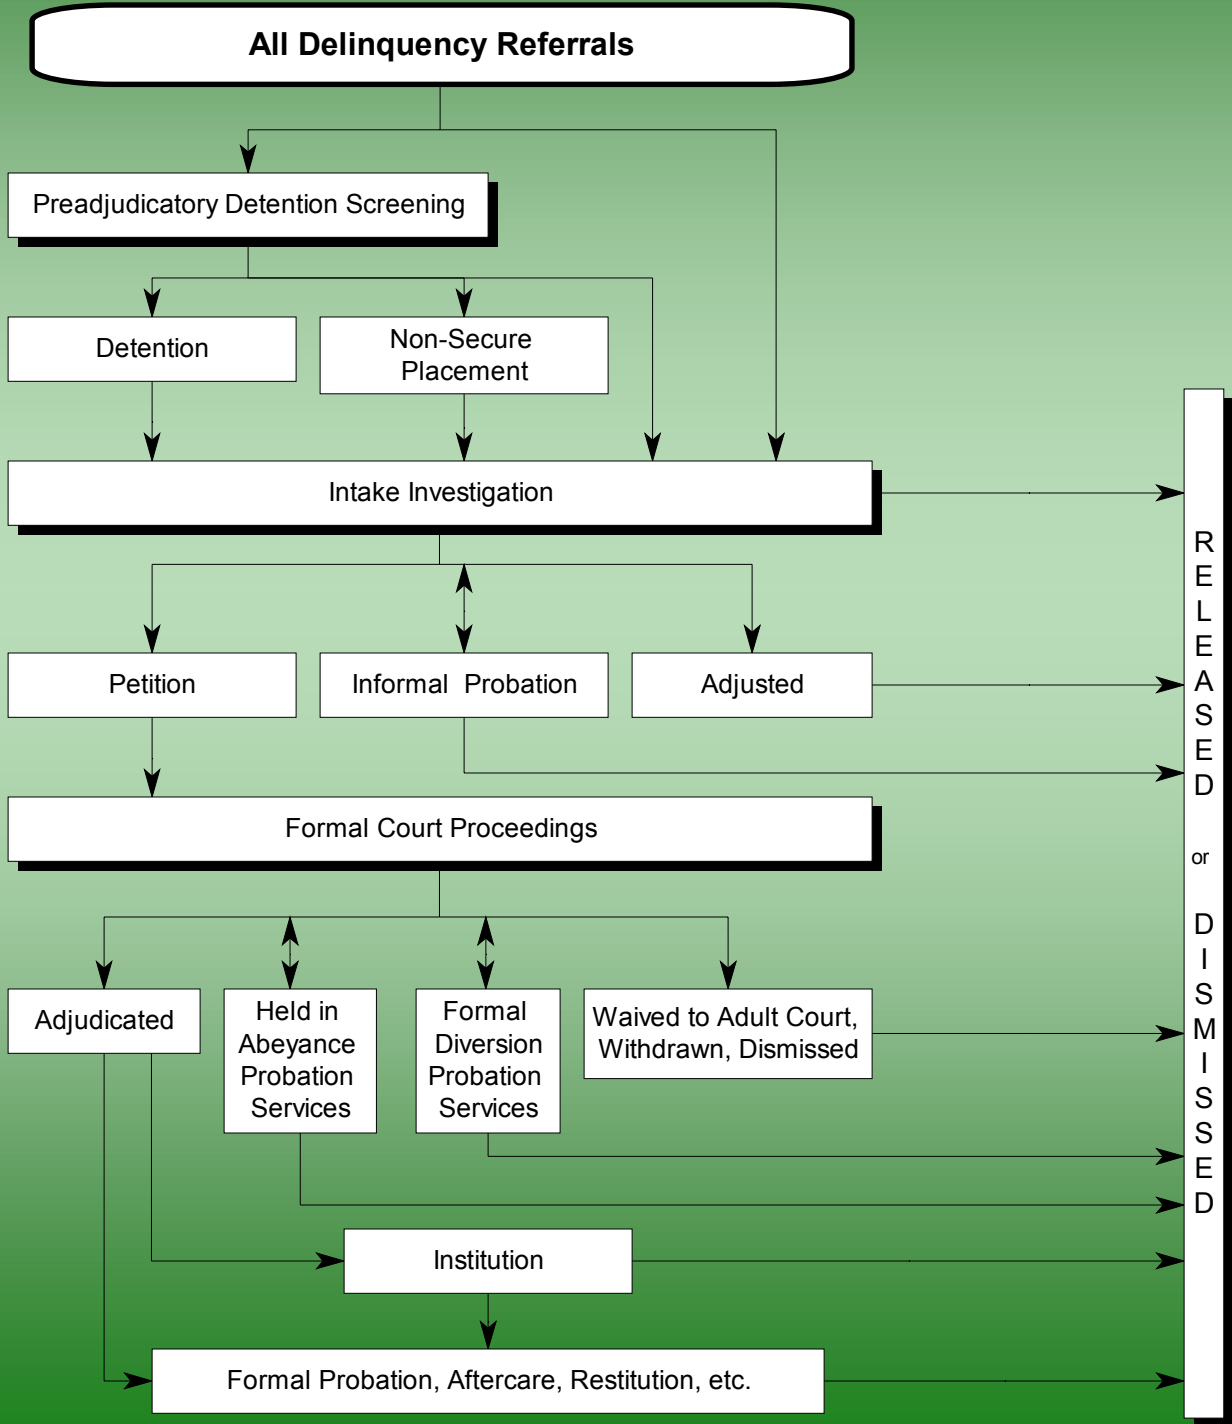 All Delinquency Referrals
Preadjudicatory Detention Screening
Detention
Non-Secure
Placement
Intake Investigation
Petition
Informal Probation
Adjusted
Formal Court Proceedings
Adjudicated
Held in
Abeyance
Probation
Services
Formal
Diversion
Probation
Services
Waived to Adult Court,
Withdrawn, Dismissed
Institution
Formal Probation, Aftercare, Restitution, etc.
RELEASED
or
DISMISSED